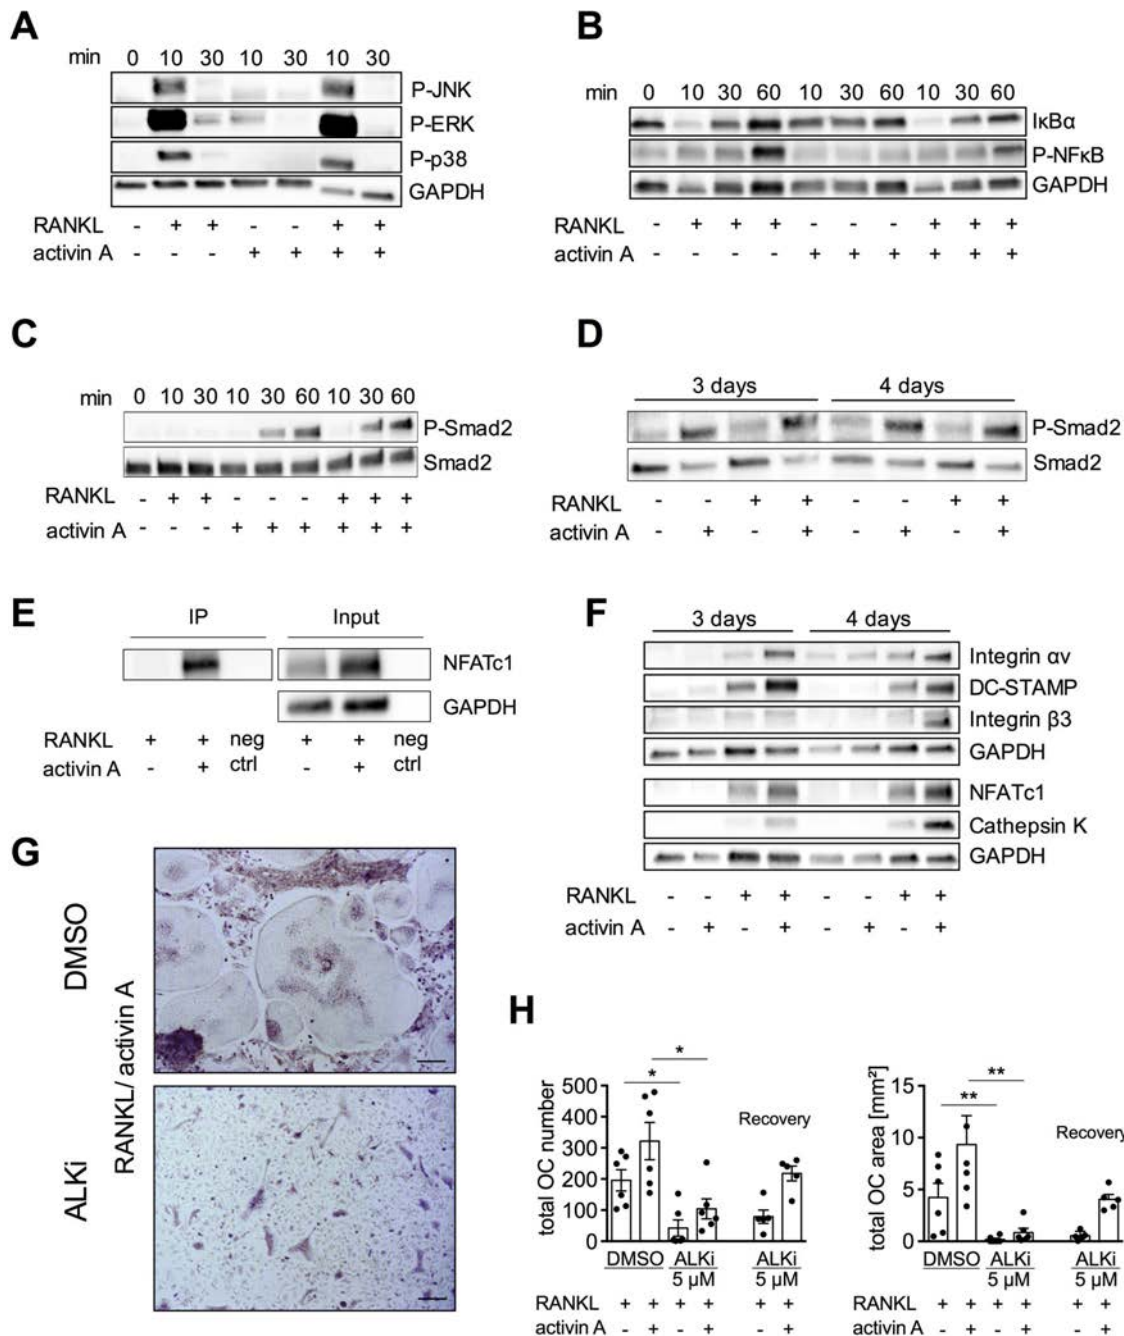 A
min 0 10 30 10 30 10 30
P-JNK
P-ERK
P-p38
GAPDH
RANKL - + + - - + +
activin A - - - + + + +
B
min 0 10 30 60 10 30 60 10 30 60
IκBα
P-NFκB
GAPDH
RANKL - + + + - - - + + +
activin A - - - - + + + + + +
C
min 0 10 30 10 30 60 10 30 60
P-Smad2
Smad2
RANKL - + + - - - + + +
activin A - - - + + + + + +
D
3 days 4 days
P-Smad2
Smad2
RANKL - - + + - - + +
activin A - + - + - + - +
E
IP Input
NFATc1
GAPDH
RANKL + + neg + + neg
activin A - + ctrl - + ctrl
F
3 days 4 days
Integrin αv
DC-STAMP
Integrin β3
GAPDH
NFATc1
Cathepsin K
GAPDH
RANKL - - + + - - + +
activin A - + - + - + - +
G
DMSO
ALKi
RANKL/ activin A
H
total OC number
500
400
300
200
100
0
* *
Recovery
DMSO ALKi ALKi
5 µM 5 µM
RANKL + + + + + +
activin A - + - + - +
total OC area [mm²]
15
10
5
0
** **
Recovery
DMSO ALKi ALKi
5 µM 5 µM
RANKL + + + + + +
activin A - + - + - +